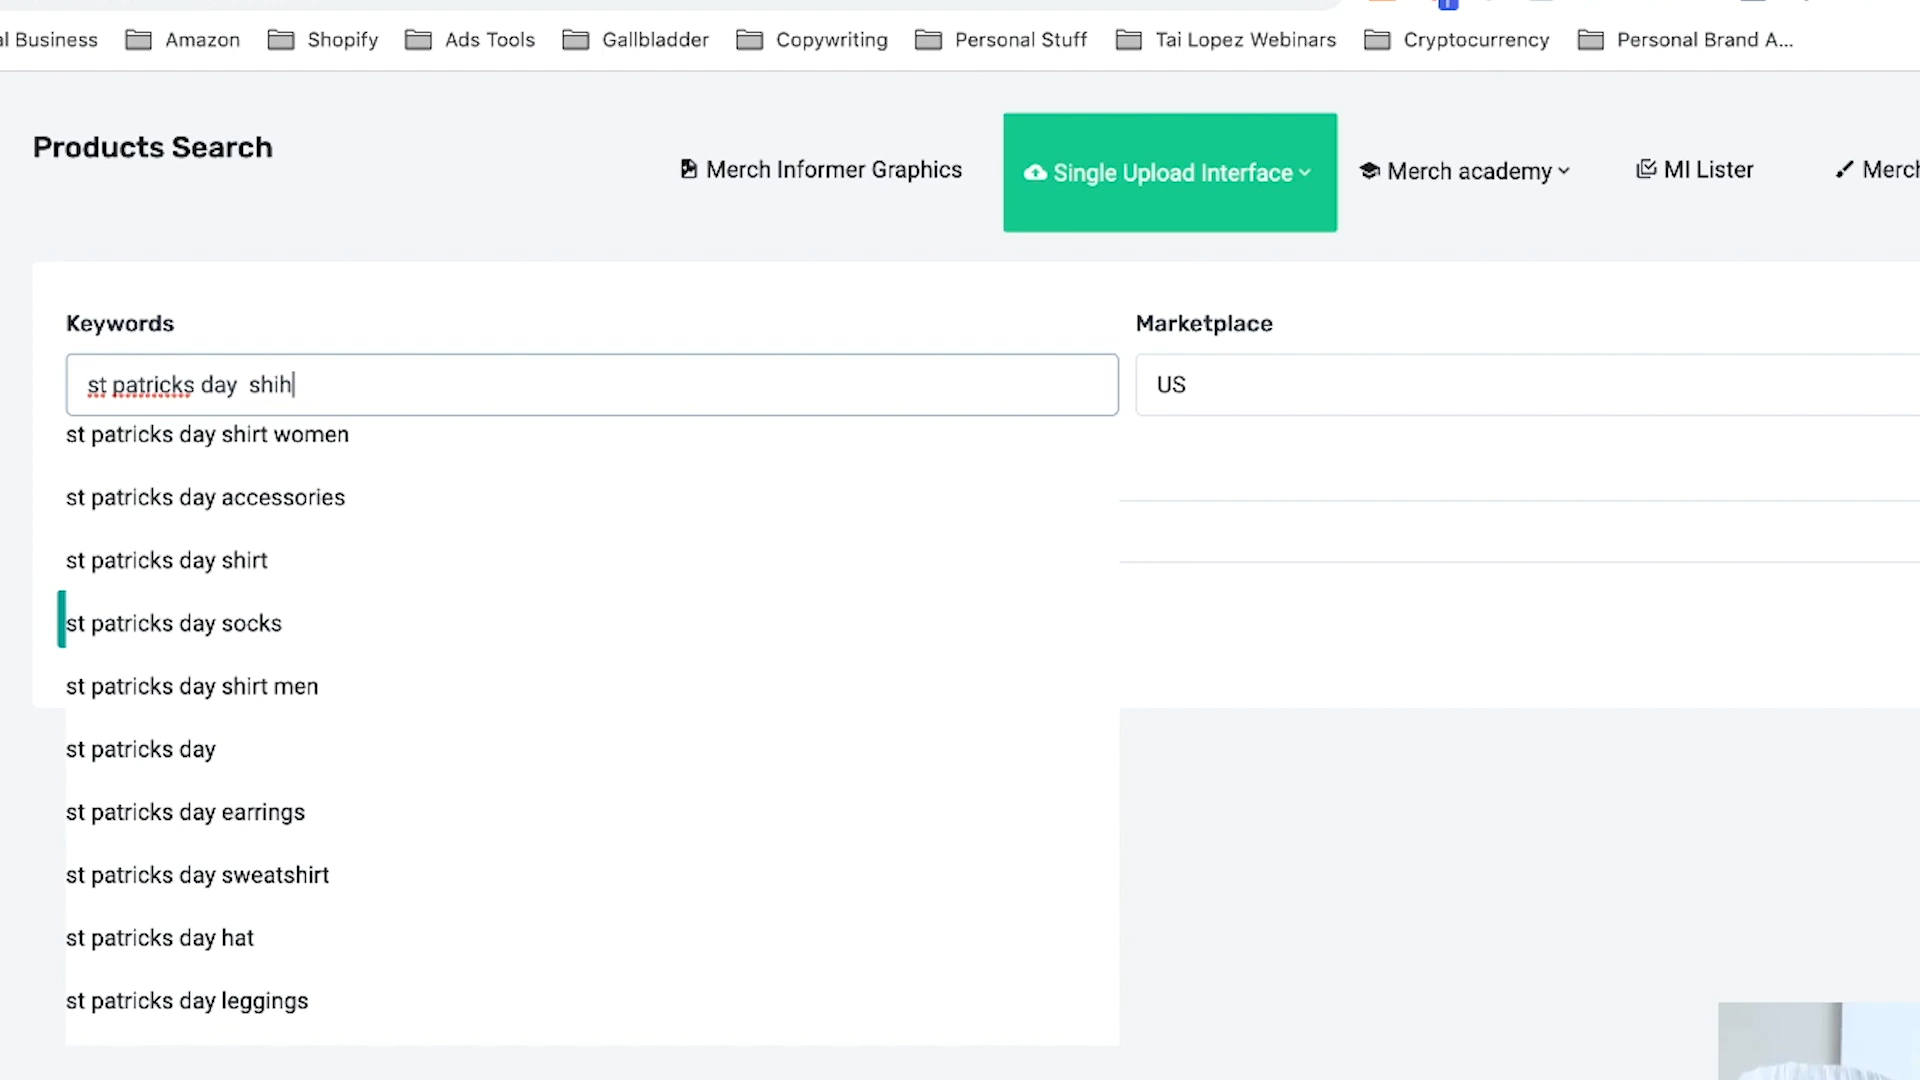 al Business Amazon Shopify Ads Tools Gallbladder Copywriting Personal Stuff Tai Lopez Webinars Cryptocurrency Personal Brand A...
Products Search
Merch Informer Graphics Single Upload Interface Merch academy MI Lister Merch
Keywords Marketplace
st patricks day  shih US
st patricks day shirt women
st patricks day accessories
st patricks day shirt
st patricks day socks
st patricks day shirt men
st patricks day
st patricks day earrings
st patricks day sweatshirt
st patricks day hat
st patricks day leggings